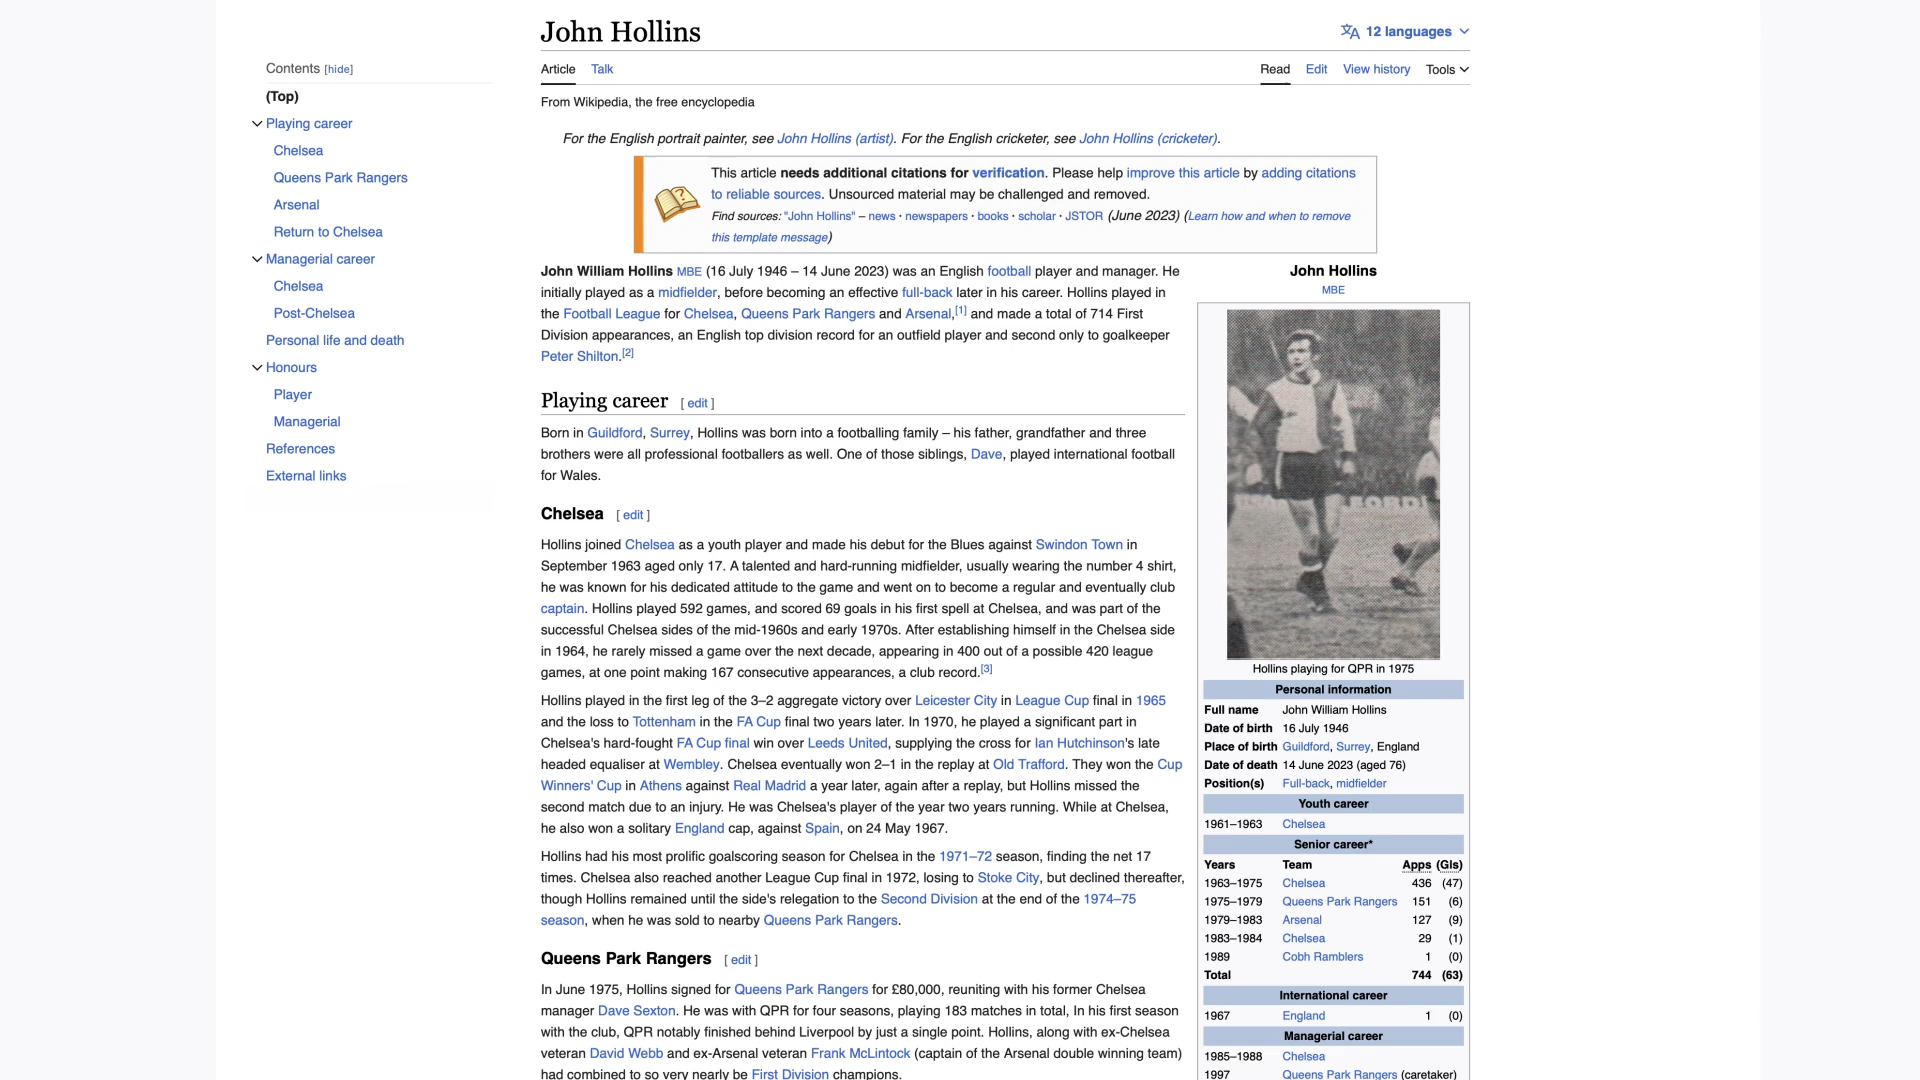 John Hollins
12 languages
Contents [hide]
(Top)
Playing career
Chelsea
Queens Park Rangers
Arsenal
Return to Chelsea
Managerial career
Chelsea
Post-Chelsea
Personal life and death
Honours
Player
Managerial
References
External links
Article Talk
Read Edit View history Tools
From Wikipedia, the free encyclopedia
For the English portrait painter, see John Hollins (artist). For the English cricketer, see John Hollins (cricketer).
This article needs additional citations for verification. Please help improve this article by adding citations
to reliable sources. Unsourced material may be challenged and removed.
Find sources: "John Hollins" – news · newspapers · books · scholar · JSTOR (June 2023) (Learn how and when to remove
this template message)
John William Hollins MBE (16 July 1946 – 14 June 2023) was an English football player and manager. He
initially played as a midfielder, before becoming an effective full-back later in his career. Hollins played in
the Football League for Chelsea, Queens Park Rangers and Arsenal,[1] and made a total of 714 First
Division appearances, an English top division record for an outfield player and second only to goalkeeper
Peter Shilton.[2]
Playing career [ edit ]
Born in Guildford, Surrey, Hollins was born into a footballing family – his father, grandfather and three
brothers were all professional footballers as well. One of those siblings, Dave, played international football
for Wales.
Chelsea [ edit ]
Hollins joined Chelsea as a youth player and made his debut for the Blues against Swindon Town in
September 1963 aged only 17. A talented and hard-running midfielder, usually wearing the number 4 shirt,
he was known for his dedicated attitude to the game and went on to become a regular and eventually club
captain. Hollins played 592 games, and scored 69 goals in his first spell at Chelsea, and was part of the
successful Chelsea sides of the mid-1960s and early 1970s. After establishing himself in the Chelsea side
in 1964, he rarely missed a game over the next decade, appearing in 400 out of a possible 420 league
games, at one point making 167 consecutive appearances, a club record.[3]
Hollins played in the first leg of the 3–2 aggregate victory over Leicester City in League Cup final in 1965
and the loss to Tottenham in the FA Cup final two years later. In 1970, he played a significant part in
Chelsea's hard-fought FA Cup final win over Leeds United, supplying the cross for Ian Hutchinson's late
headed equaliser at Wembley. Chelsea eventually won 2–1 in the replay at Old Trafford. They won the Cup
Winners' Cup in Athens against Real Madrid a year later, again after a replay, but Hollins missed the
second match due to an injury. He was Chelsea's player of the year two years running. While at Chelsea,
he also won a solitary England cap, against Spain, on 24 May 1967.
Hollins had his most prolific goalscoring season for Chelsea in the 1971–72 season, finding the net 17
times. Chelsea also reached another League Cup final in 1972, losing to Stoke City, but declined thereafter,
though Hollins remained until the side's relegation to the Second Division at the end of the 1974–75
season, when he was sold to nearby Queens Park Rangers.
Queens Park Rangers [ edit ]
In June 1975, Hollins signed for Queens Park Rangers for £80,000, reuniting with his former Chelsea
manager Dave Sexton. He was with QPR for four seasons, playing 183 matches in total, In his first season
with the club, QPR notably finished behind Liverpool by just a single point. Hollins, along with ex-Chelsea
veteran David Webb and ex-Arsenal veteran Frank McLintock (captain of the Arsenal double winning team)
had combined to so very nearly be First Division champions.
John Hollins
MBE
Hollins playing for QPR in 1975
Personal information
Full name John William Hollins
Date of birth 16 July 1946
Place of birth Guildford, Surrey, England
Date of death 14 June 2023 (aged 76)
Position(s) Full-back, midfielder
Youth career
1961–1963 Chelsea
Senior career*
Years Team Apps (Gls)
1963–1975 Chelsea 436 (47)
1975–1979 Queens Park Rangers 151 (6)
1979–1983 Arsenal 127 (9)
1983–1984 Chelsea 29 (1)
1989 Cobh Ramblers 1 (0)
Total 744 (63)
International career
1967 England 1 (0)
Managerial career
1985–1988 Chelsea
1997 Queens Park Rangers (caretaker)